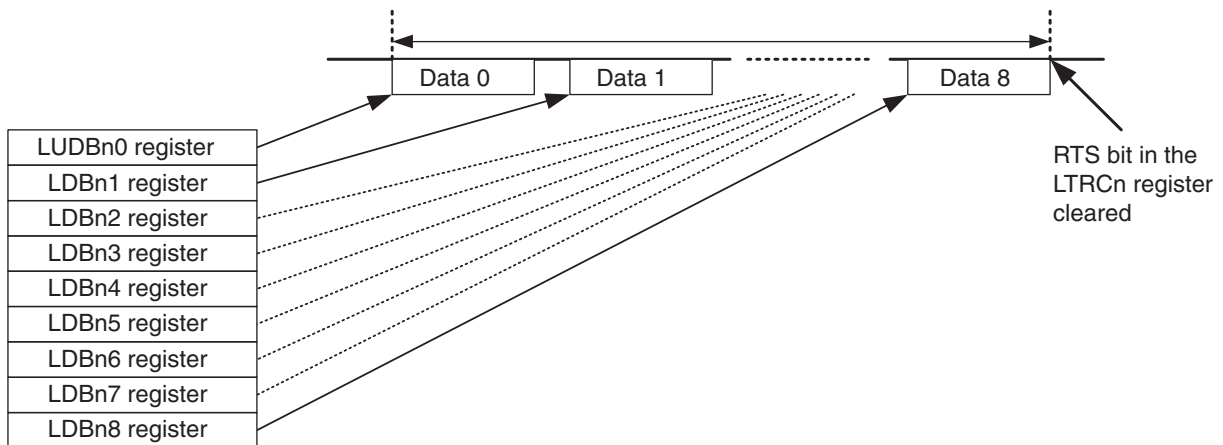 Data 0
Data 1
Data 8
LUDBn0 register
LDBn1 register
LDBn2 register
LDBn3 register
LDBn4 register
LDBn5 register
LDBn6 register
LDBn7 register
LDBn8 register
RTS bit in the
LTRCn register
cleared